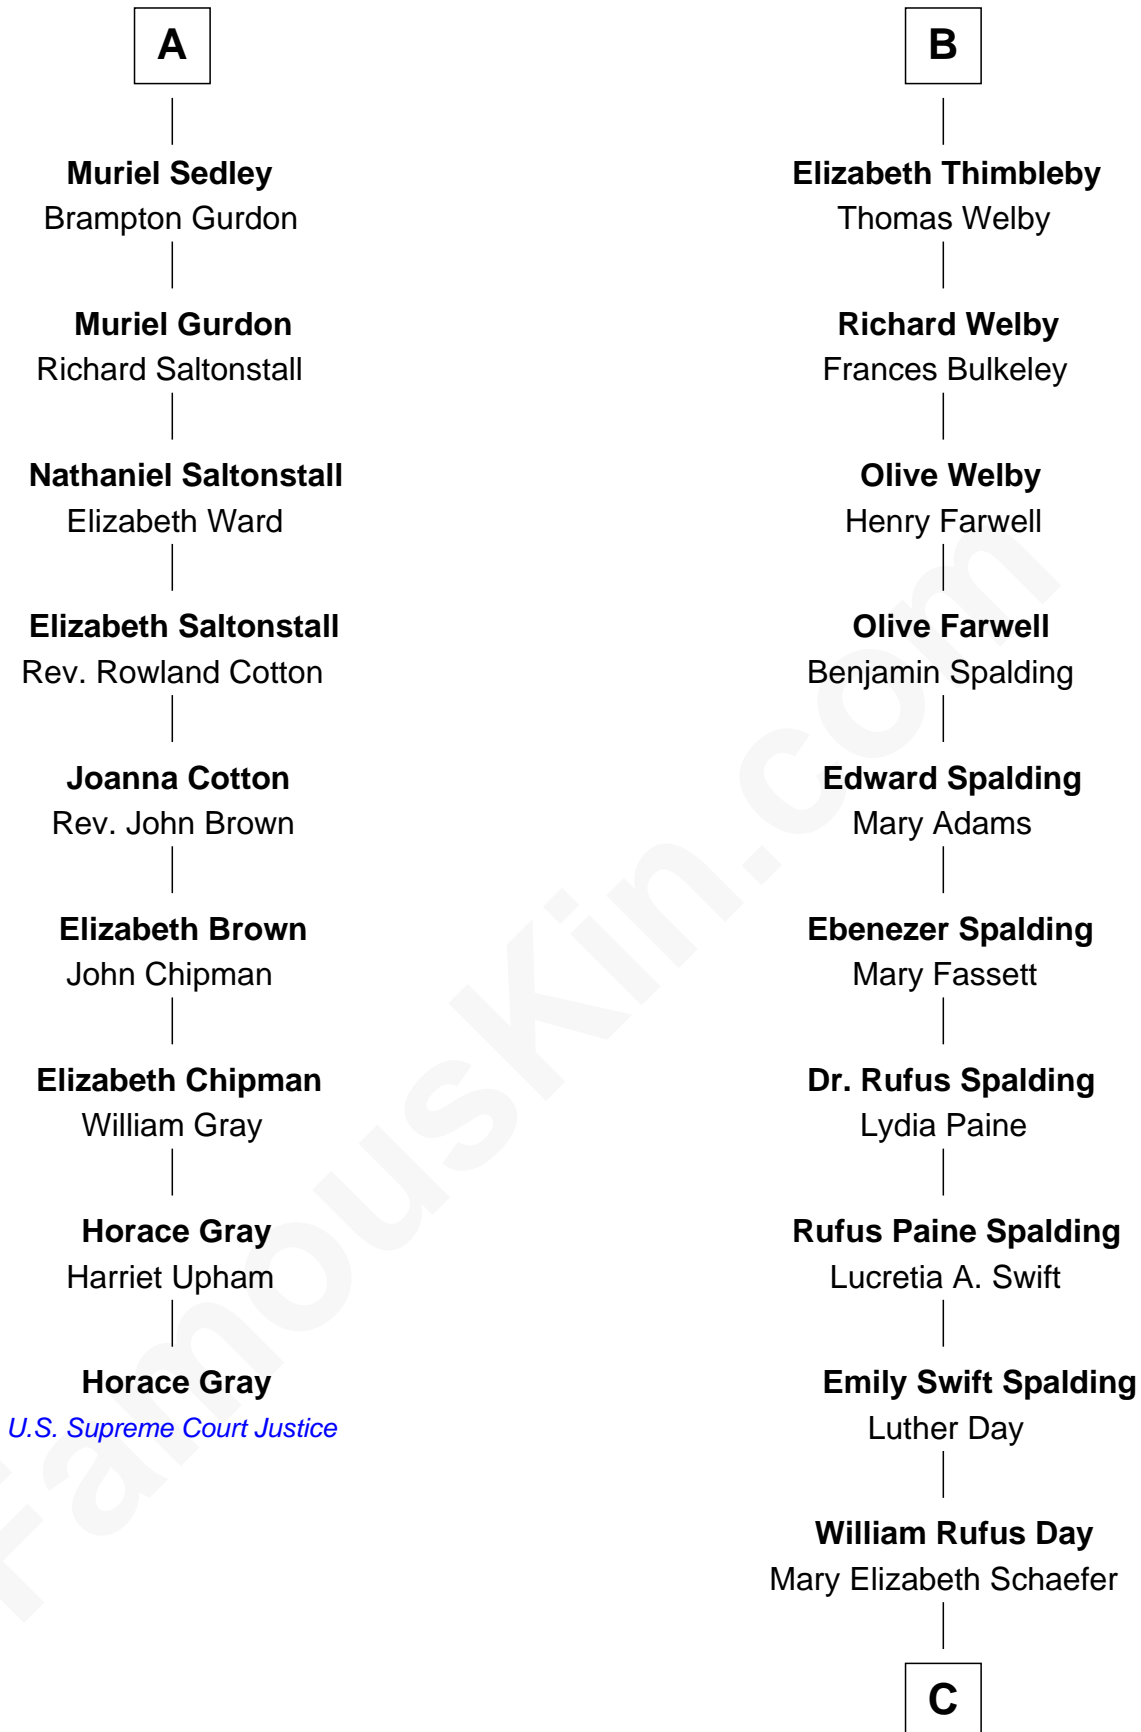 A
Muriel Sedley
Brampton Gurdon
Muriel Gurdon
Richard Saltonstall
Nathaniel Saltonstall
Elizabeth Ward
Elizabeth Saltonstall
Rev. Rowland Cotton
Joanna Cotton
Rev. John Brown
Elizabeth Brown
John Chipman
Elizabeth Chipman
William Gray
Horace Gray
Harriet Upham
Horace Gray
U.S. Supreme Court Justice
B
Elizabeth Thimbleby
Thomas Welby
Richard Welby
Frances Bulkeley
Olive Welby
Henry Farwell
Olive Farwell
Benjamin Spalding
Edward Spalding
Mary Adams
Ebenezer Spalding
Mary Fassett
Dr. Rufus Spalding
Lydia Paine
Rufus Paine Spalding
Lucretia A. Swift
Emily Swift Spalding
Luther Day
William Rufus Day
Mary Elizabeth Schaefer
C
FamousKin.com